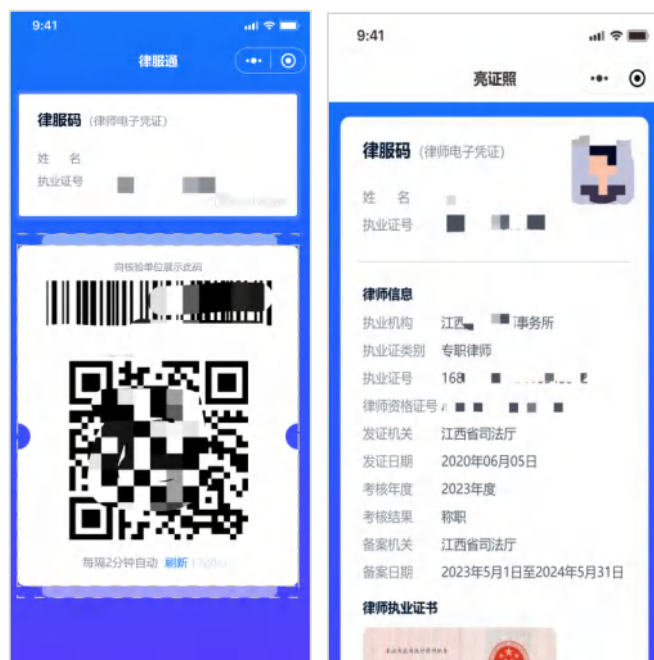 9:41
律服通
律服码（律师电子凭证）
姓 名
执业证号
向核验单位展示此码
每隔2分钟自动 刷新
9:41
亮证照
律服码（律师电子凭证）
姓 名
执业证号
律师信息
执业机构 江西 事务所
执业证类别 专职律师
执业证号 168
律师资格证号
发证机关 江西省司法厅
发证日期 2020年06月05日
考核年度 2023年度
考核结果 称职
备案机关 江西省司法厅
备案日期 2023年5月1日至2024年5月31日
律师执业证书